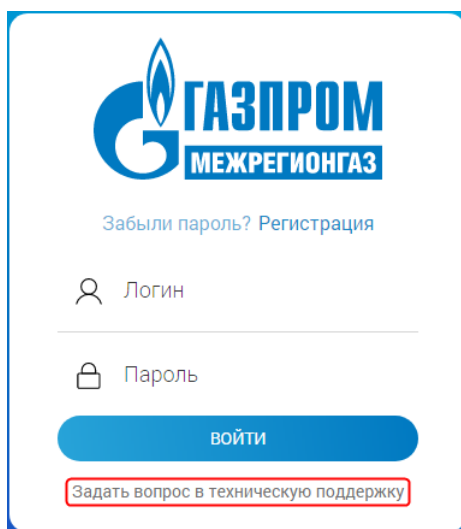 ГАЗПРОМ
МЕЖРЕГИОНГАЗ
Забыли пароль? Регистрация
Логин
Пароль
ВОЙТИ
Задать вопрос в техническую поддержку